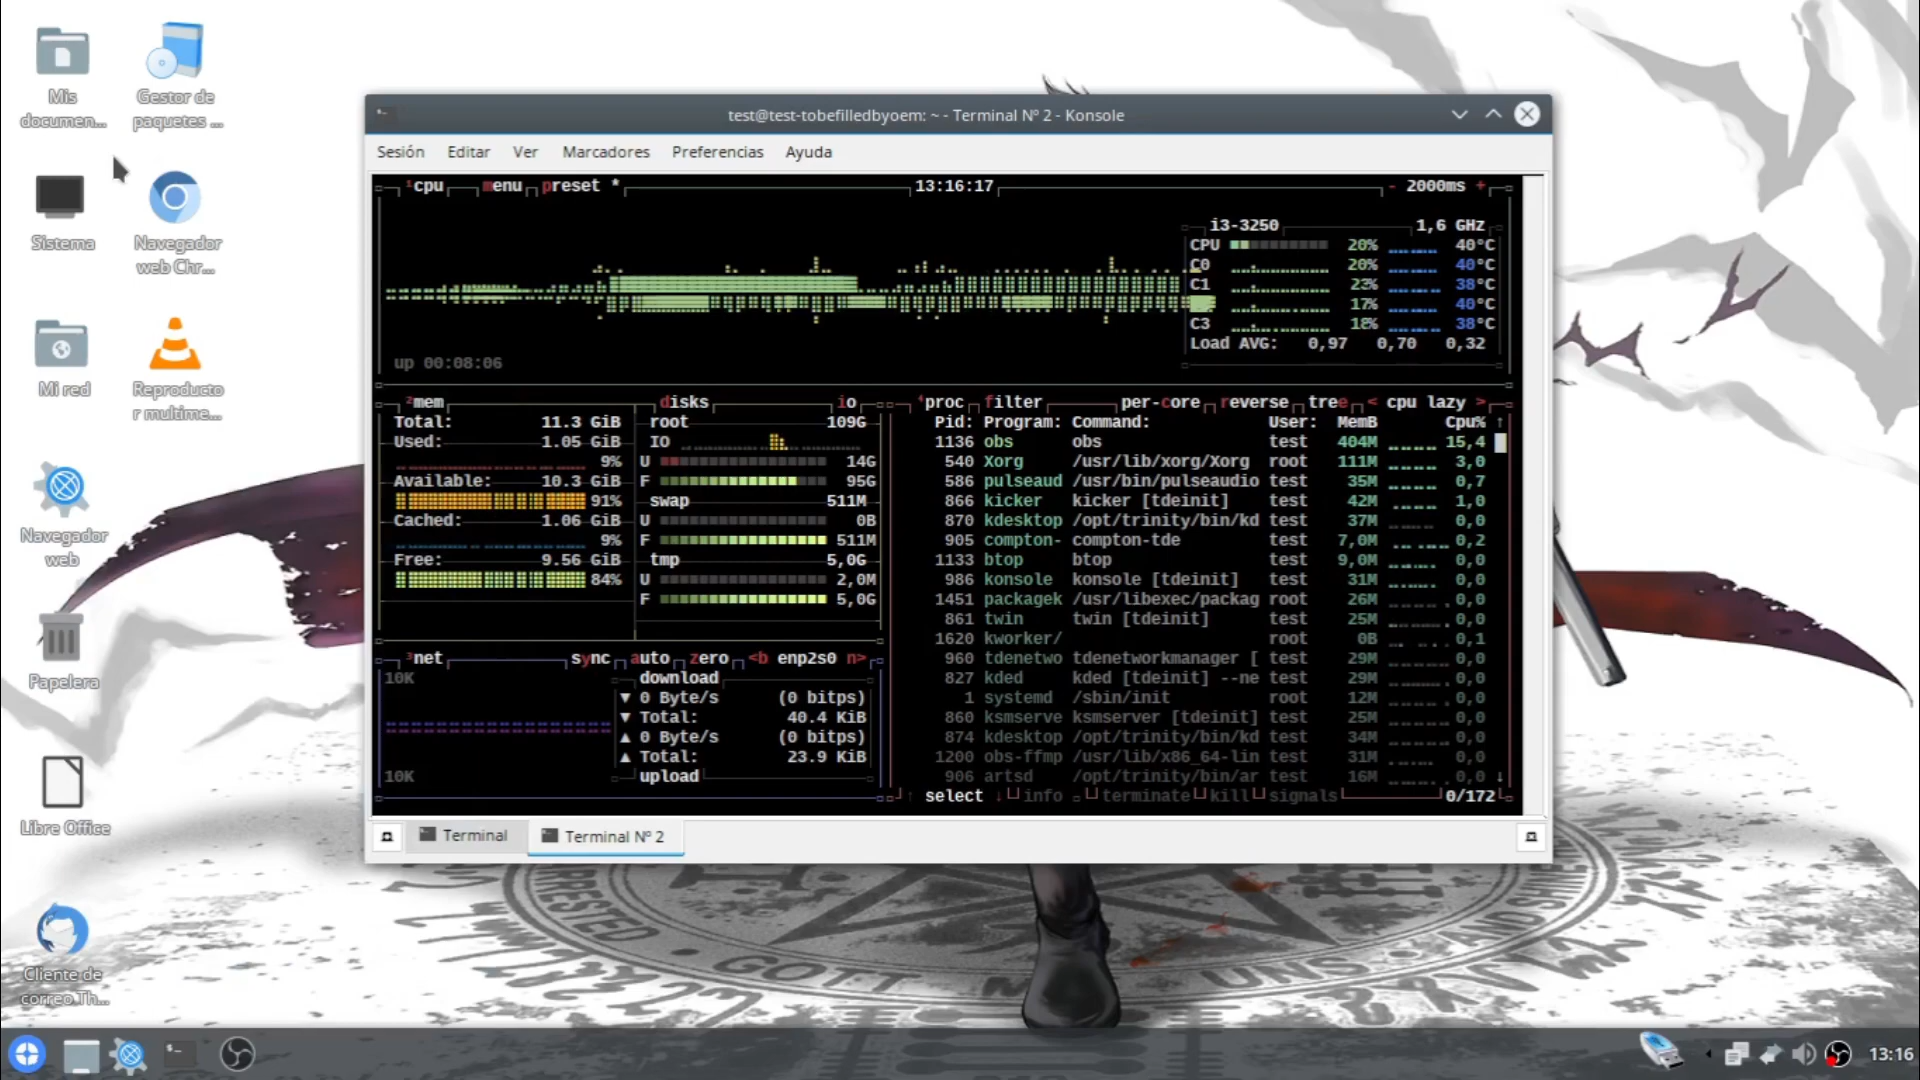 Mis
documen...
Gestor de
paquetes ...
Sistema
Navegador
web Chr...
Mi red
Reproducto
r multime...
Navegador
web
Papelera
Libre Office
Cliente de
correo Th...
test@test-tobefilledbyoem: ~ - Terminal Nº 2 - Konsole
Sesión Editar Ver Marcadores Preferencias Ayuda
¹cpu menu preset * 13:16:17 - 2000ms +
i3-3250 1,6 GHz
CPU 20% 40°C
C0 20% 40°C
C1 23% 38°C
17% 40°C
C3 18% 38°C
Load AVG: 0,97 0,70 0,32
up 00:08:06
²mem
Total: 11.3 GiB
Used: 1.05 GiB
9%
Available: 10.3 GiB
91%
Cached: 1.06 GiB
9%
Free: 9.56 GiB
84%
disks io
root 109G
IO
U 14G
F 95G
swap 511M
U 0B
F 511M
tmp 5,0G
U 2,0M
F 5,0G
³net sync auto zero <b enp2s0 n>
10K
download
▼ 0 Byte/s (0 bitps)
▼ Total: 40.4 KiB
▲ 0 Byte/s (0 bitps)
▲ Total: 23.9 KiB
upload
10K
⁴proc filter per-core reverse tree < cpu lazy >
Pid: Program: Command: User: MemB Cpu% ↑
1136 obs obs test 404M 15,4
540 Xorg /usr/lib/xorg/Xorg root 111M 3,0
586 pulseaud /usr/bin/pulseaudio test 35M 0,7
866 kicker kicker [tdeinit] test 42M 1,0
870 kdesktop /opt/trinity/bin/kd test 37M 0,0
905 compton- compton-tde test 7,0M 0,2
1133 btop btop test 9,0M 0,0
986 konsole konsole [tdeinit] test 31M 0,0
1451 packagek /usr/libexec/packag root 26M 0,0
861 twin twin [tdeinit] test 25M 0,0
1620 kworker/ root 0B 0,1
960 tdenetwo tdenetworkmanager [ test 29M 0,0
827 kded kded [tdeinit] --ne test 29M 0,0
1 systemd /sbin/init root 12M 0,0
860 ksmserve ksmserver [tdeinit] test 25M 0,0
874 kdesktop /opt/trinity/bin/kd test 34M 0,0
1200 obs-ffmp /usr/lib/x86_64-lin test 31M 0,0
906 artsd /opt/trinity/bin/ar test 16M 0,0 ↓
↑ select ↓ info terminate kill signals 0/172
Terminal Terminal Nº 2
GOTT M UNS
13:16